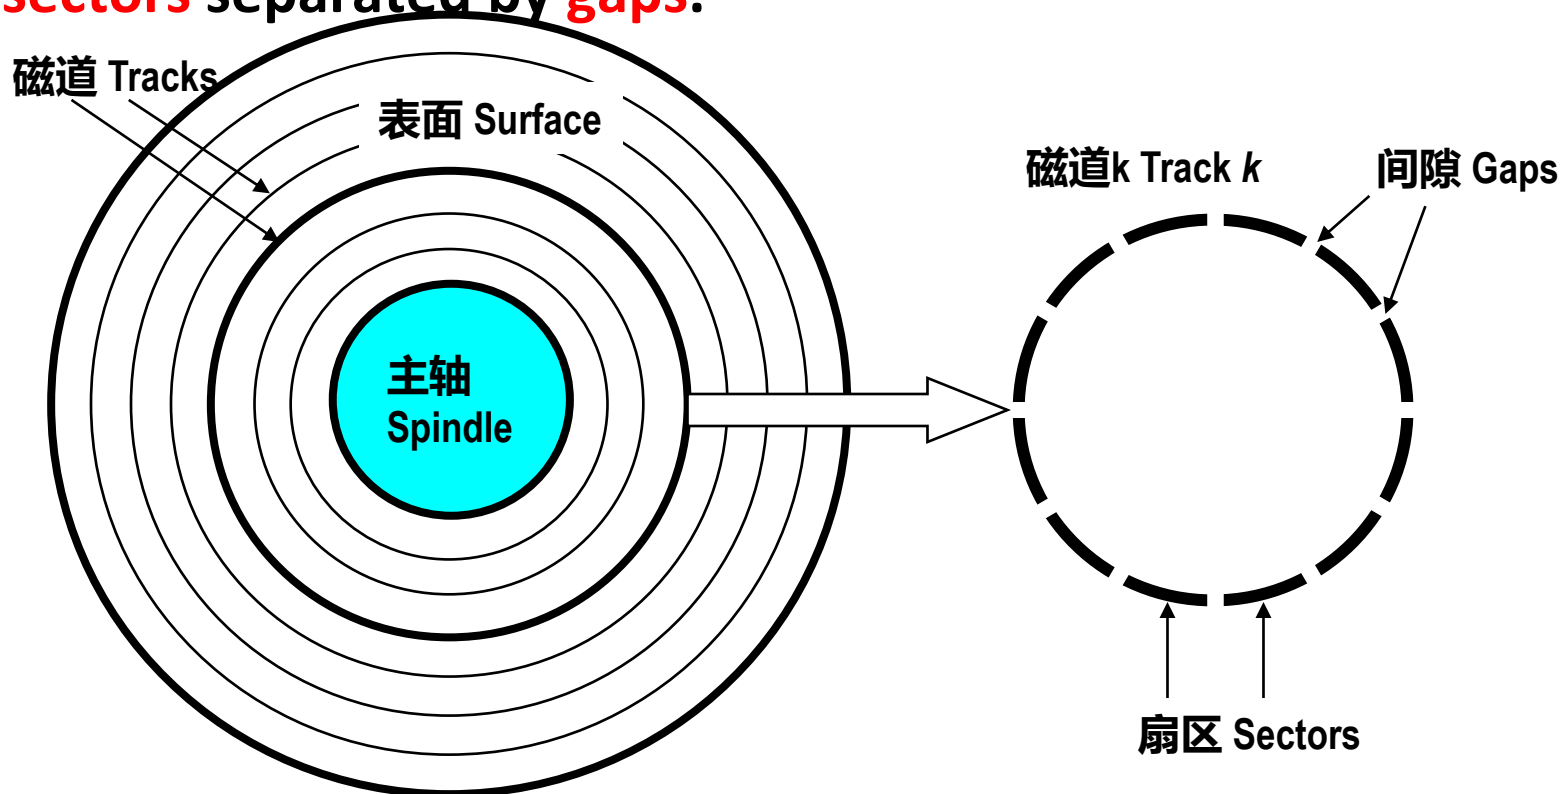 sectors separated by gaps.
磁道 Tracks
表面 Surface
磁道k Track k
间隙 Gaps
主轴
Spindle
扇区 Sectors